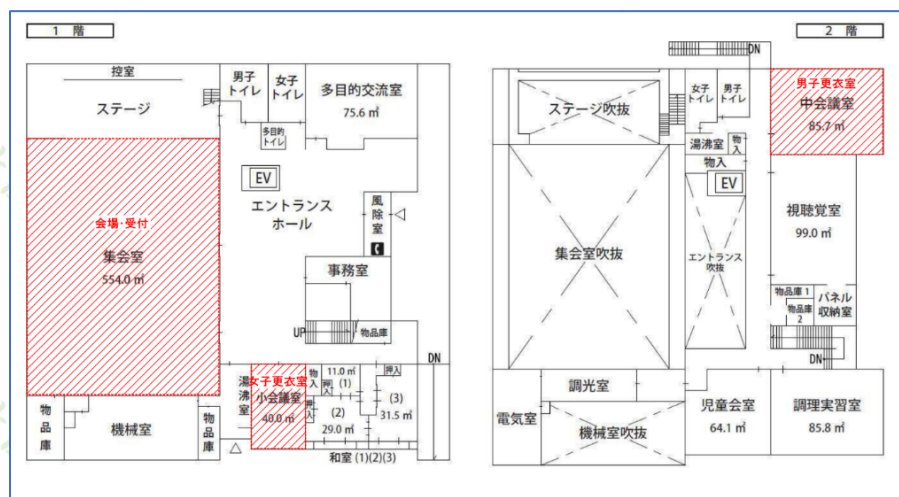 1 階
控室
ステージ
男子
トイレ
女子
トイレ
多目的
トイレ
多目的交流室
75.6 ㎡
EV
エントランス
ホール
風除室
会場・受付
集会室
554.0 ㎡
事務室
UP
物品庫
DN
物品庫
機械室
物品庫
湯沸室
女子更衣室
小会議室
40.0 ㎡
物入
押入
11.0 ㎡
(1)
押入
(2)
29.0 ㎡
押入
(3)
31.5 ㎡
和室 (1)(2)(3)
2 階
DN
ステージ吹抜
女子
トイレ
男子
トイレ
湯沸室
物入
物入
EV
男子更衣室
中会議室
85.7 ㎡
視聴覚室
99.0 ㎡
集会室吹抜
エントランス
吹抜
物品庫 1
物品庫
2
パネル
収納室
DN
調光室
電気室
機械室吹抜
児童会室
64.1 ㎡
調理実習室
85.8 ㎡